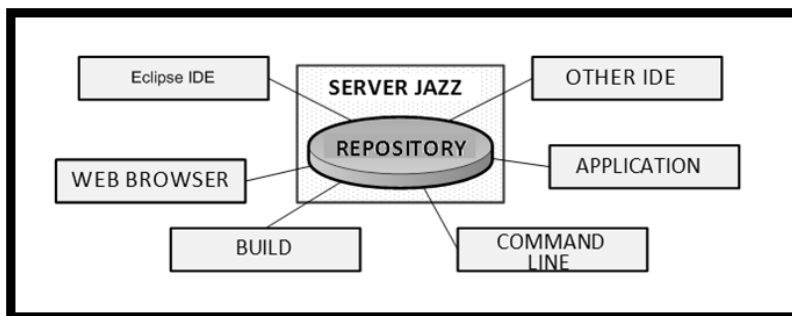 Eclipse IDE
SERVER JAZZ
OTHER IDE
REPOSITORY
WEB BROWSER
APPLICATION
BUILD
COMMAND
LINE